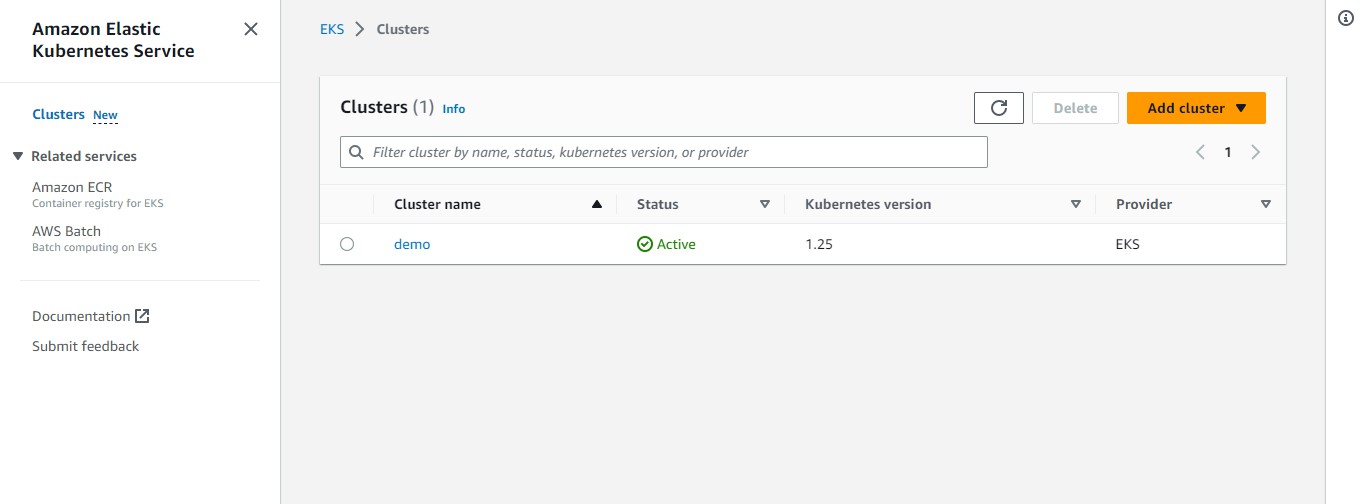 Amazon Elastic
Kubernetes Service
Clusters New
Related services
Amazon ECR
Container registry for EKS
AWS Batch
Batch computing on EKS
Documentation
Submit feedback
EKS Clusters
Clusters (1) Info
Delete
Add cluster
Filter cluster by name, status, kubernetes version, or provider
1
Cluster name Status Kubernetes version Provider
demo Active 1.25 EKS